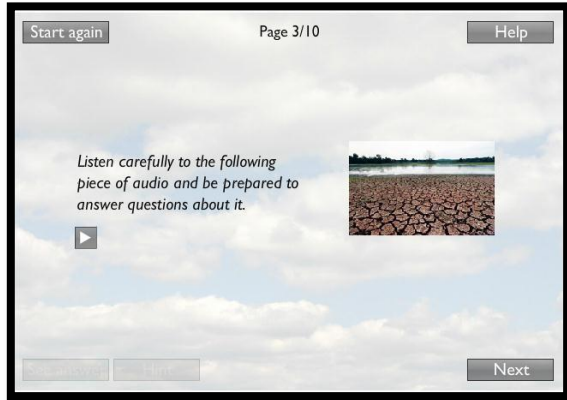 Start again
Page 3/10
Help
Listen carefully to the following
piece of audio and be prepared to
answer questions about it.
Next